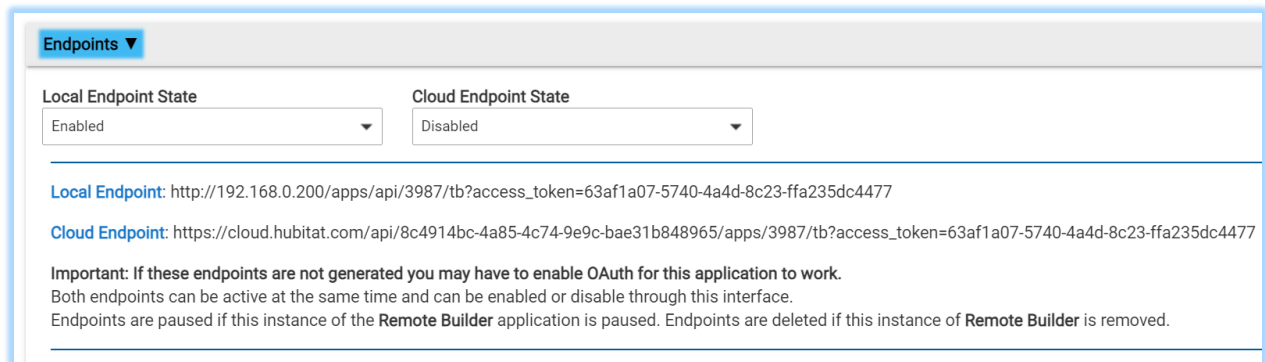 Endpoints ▼
Local Endpoint State Cloud Endpoint State
Enabled Disabled
Local Endpoint: http://192.168.0.200/apps/api/3987/tb?access_token=63af1a07-5740-4a4d-8c23-ffa235dc4477
Cloud Endpoint: https://cloud.hubitat.com/api/8c4914bc-4a85-4c74-9e9c-bae31b848965/apps/3987/tb?access_token=63af1a07-5740-4a4d-8c23-ffa235dc4477
Important: If these endpoints are not generated you may have to enable OAuth for this application to work.
Both endpoints can be active at the same time and can be enabled or disable through this interface.
Endpoints are paused if this instance of the Remote Builder application is paused. Endpoints are deleted if this instance of Remote Builder is removed.